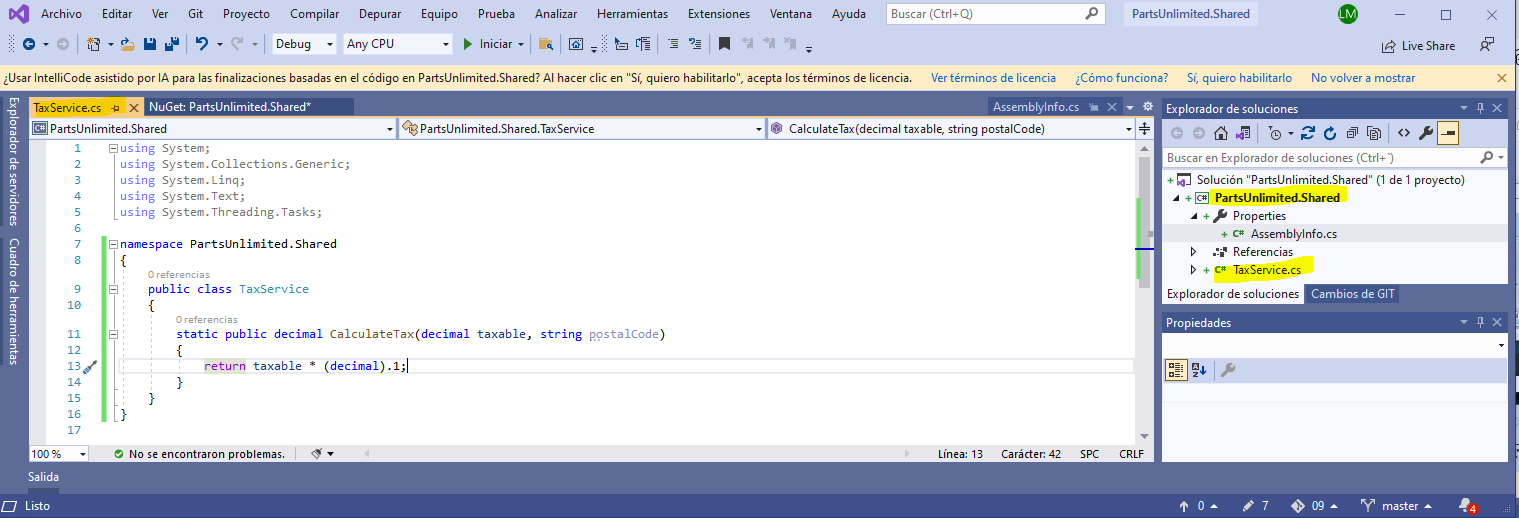 Archivo Editar Ver Git Proyecto Compilar Depurar Equipo Prueba Analizar Herramientas Extensiones Ventana Ayuda Buscar (Ctrl+Q) PartsUnlimited.Shared LM
Debug Any CPU Iniciar Live Share
¿Usar IntelliCode asistido por IA para las finalizaciones basadas en el código en PartsUnlimited.Shared? Al hacer clic en "Sí, quiero habilitarlo", acepta los términos de licencia. Ver términos de licencia ¿Cómo funciona? Sí, quiero habilitarlo No volver a mostrar
Explorador de servidores
Cuadro de herramientas
TaxService.cs NuGet: PartsUnlimited.Shared* AssemblyInfo.cs
PartsUnlimited.Shared PartsUnlimited.Shared.TaxService CalculateTax(decimal taxable, string postalCode)
1 using System;
2 using System.Collections.Generic;
3 using System.Linq;
4 using System.Text;
5 using System.Threading.Tasks;
6
7 namespace PartsUnlimited.Shared
8 {
0 referencias
9 public class TaxService
10 {
0 referencias
11 static public decimal CalculateTax(decimal taxable, string postalCode)
12 {
13 return taxable * (decimal).1;
14 }
15 }
16 }
17
100 % No se encontraron problemas. Línea: 13 Carácter: 42 SPC CRLF
Explorador de soluciones
Buscar en Explorador de soluciones (Ctrl+`)
Solución "PartsUnlimited.Shared" (1 de 1 proyecto)
PartsUnlimited.Shared
Properties
AssemblyInfo.cs
Referencias
TaxService.cs
Explorador de soluciones Cambios de GIT
Propiedades
Salida
Listo 0 7 09 master 4